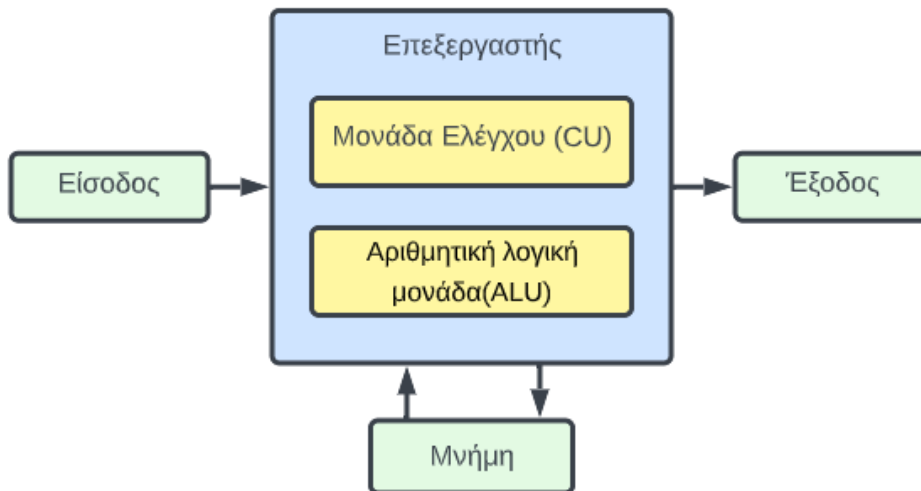 Επεξεργαστής
Μονάδα Ελέγχου (CU)
Είσοδος
Έξοδος
Αριθμητική λογική
μονάδα(ALU)
Μνήμη